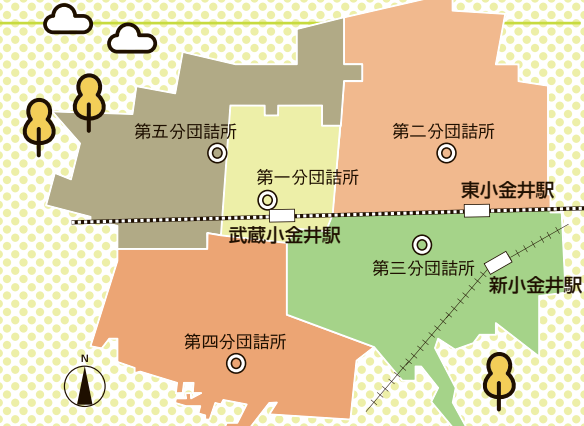 第五分団詰所
第二分団詰所
第一分団詰所
東小金井駅
武蔵小金井駅
第三分団詰所
新小金井駅
第四分団詰所
N